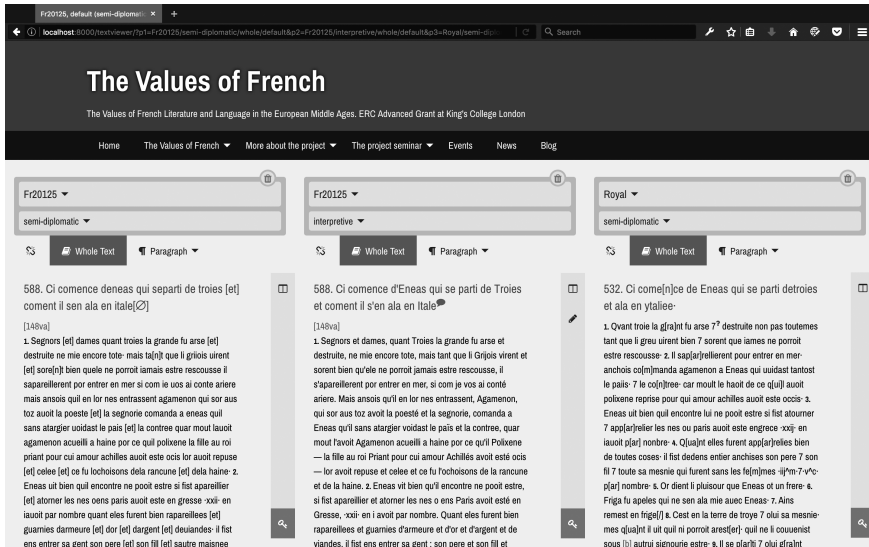 Fr20125, default (semi-diplomatic ×
+
localhost:8000/textviewer/?p1=Fr20125/semi-diplomatic/whole/default&p2=Fr20125/interpretive/whole/default&p3=Royal/semi-diplo
Search
The Values of French
The Values of French Literature and Language in the European Middle Ages. ERC Advanced Grant at King's College London
Home The Values of French More about the project The project seminar Events News Blog
Fr20125
semi-diplomatic
Whole Text ¶ Paragraph
588. Ci comence deneas qui separti de troies [et]
coment il sen ala en itale[∅]
[148va]
1. Segnors [et] dames quant troies la grande fu arse [et]
destruite ne mie encore tote· mais ta[n]t que li griiois uirent
[et] sore[n]t bien quele ne porroit iamais estre rescousse il
sapareillerent por entrer en mer si com ie uos ai conte ariere
mais ansois quil en lor nes entrassent agamenon qui sor aus
toz auoit la poeste [et] la segnorie comanda a eneas quil
sans atargier uoidast le pais [et] la contree quar mout lauoit
agamenon acueilli a haine por ce quil polixene la fille au roi
priant pour cui amour achilles auoit este ocis lor auoit repuse
[et] celee [et] ce fu lochoisons dela rancune [et] dela haine· 2.
Eneas uit bien quil encontre ne pooit estre si fist apareillier
[et] atorner les nes oens paris auoit este en gresse ·xxii· en
iauoit par nombre quant eles furent bien rapareillees [et]
guarnies darmeure [et] dor [et] dargent [et] deuiandes· il fist
ens entrer sa gent son pere [et] son fill [et] sautre maisnee
Fr20125
interpretive
Whole Text ¶ Paragraph
588. Ci comence d'Eneas qui se parti de Troies
et coment il s'en ala en Itale
[148va]
1. Segnors et dames, quant Troies la grande fu arse et
destruite, ne mie encore tote, mais tant que li Grijois virent et
sorent bien qu'ele ne porroit jamais estre rescousse, il
s'apareillerent por entrer en mer, si com je vos ai conté
ariere. Mais ansois qu'il en lor nes entrassent, Agamenon,
qui sor aus toz avoit la poesté et la segnorie, comanda a
Eneas qu'il sans atargier voidast le païs et la contree, quar
mout l'avoit Agamenon acueilli a haine por ce qu'il Polixene
— la fille au roi Priant pour cui amour Achillés avoit esté ocis
— lor avoit repuse et celee et ce fu l'ochoisons de la rancune
et de la haine. 2. Eneas vit bien qu'il encontre ne pooit estre,
si fist apareillier et atorner les nes o ens Paris avoit esté en
Gresse, ·xxii· en i avoit par nombre. Quant eles furent bien
rapareillees et guarnies d'armeure et d'or et d'argent et de
viandes, il fist ens entrer sa gent : son pere et son fill et
Royal
semi-diplomatic
Whole Text ¶ Paragraph
532. Ci come[n]ce de Eneas qui se parti detroies
et ala en ytaliee·
1. Qvant troie la g[ra]nt fu arse 7? destruite non pas toutemes
tant que li greu uirent bien 7 sorent que iames ne porroit
estre rescousse· 2. Il sap[ar]rellierent pour entrer en mer·
anchois co[m]manda agamenon a Eneas qui uuidast tantost
le paiis· 7 le co[n]tree· car moult le haoit de ce q[ui]l auoit
polixene reprise pour qui amour achilles auoit este occis· 3.
Eneas uit bien quil encontre lui ne pooit estre si fist atourner
7 app[ar]relier les nes ou paris auoit este engrece ·xxij· en
iauoit p[ar] nonbre· 4. Q[ua]nt elles furent app[ar]relies bien
de toutes coses· i fist dedens entier anchises son pere 7 son
fil 7 toute sa mesnie qui furent sans les fe[m]mes ·iij^m·7·v^c·
p[ar] nombre· 5. Or dient li pluisour que Eneas ot un frere· 6.
Friga fu apeles qui ne sen ala mie auec Eneas· 7. Ains
remest en frige[/] 8. Cest en la terre de troye 7 olui sa mesnie·
mes q[ua]nt il uit quil ni porroit arest[er]· quil ne li couuenist
sous [b] autrui signourie estre· 9. Il se p[ar]ti 7 olui g[ra]nt